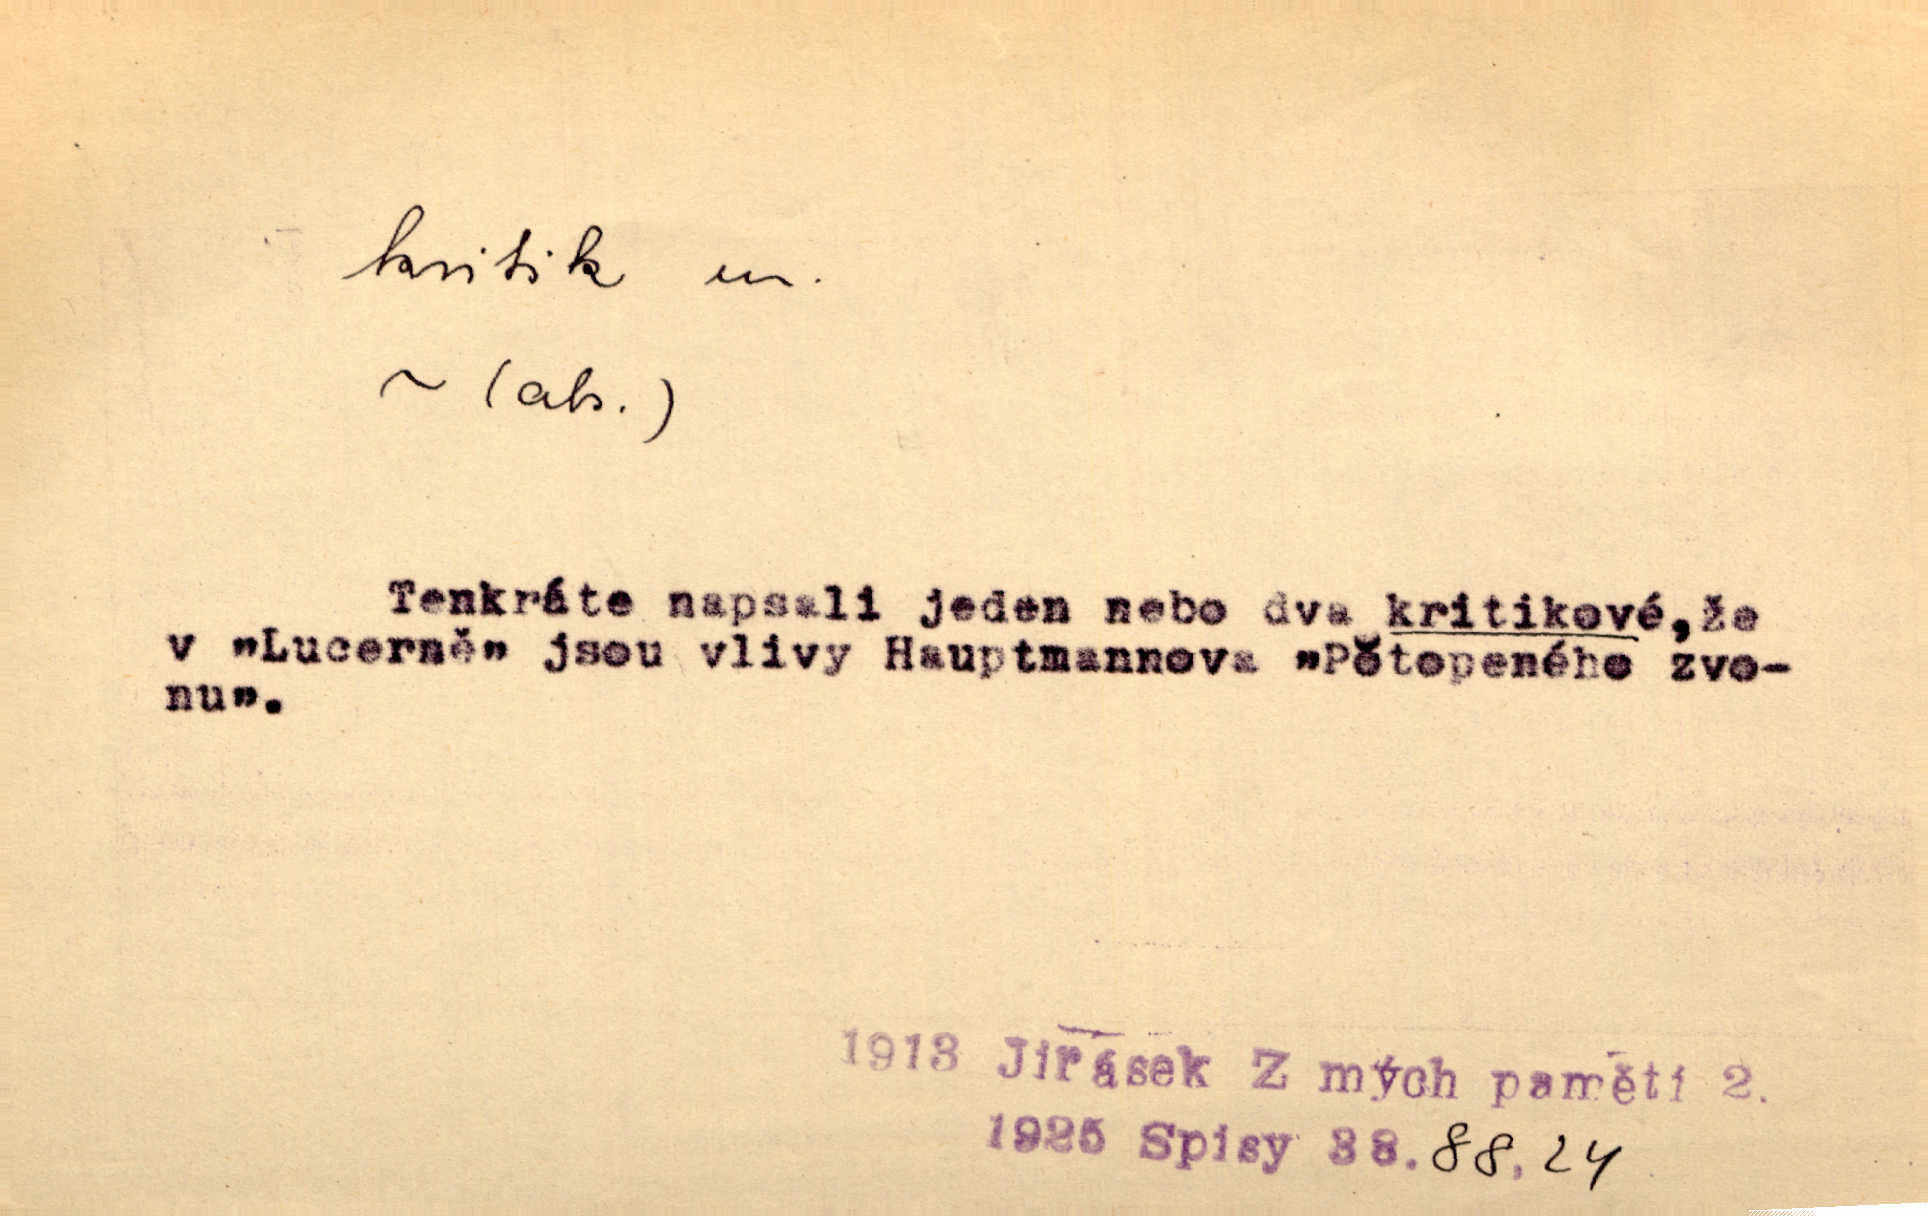 kritik m.
~ (abs.)
Tenkráte napsali jeden nebo dva kritikové,že
v „Lucerně” jsou vlivy Hauptmannova „Potopeného zvo-
nu”.
1913 Jirásek Z mých pamětí 2.
1925 Spisy 38. 88, 24